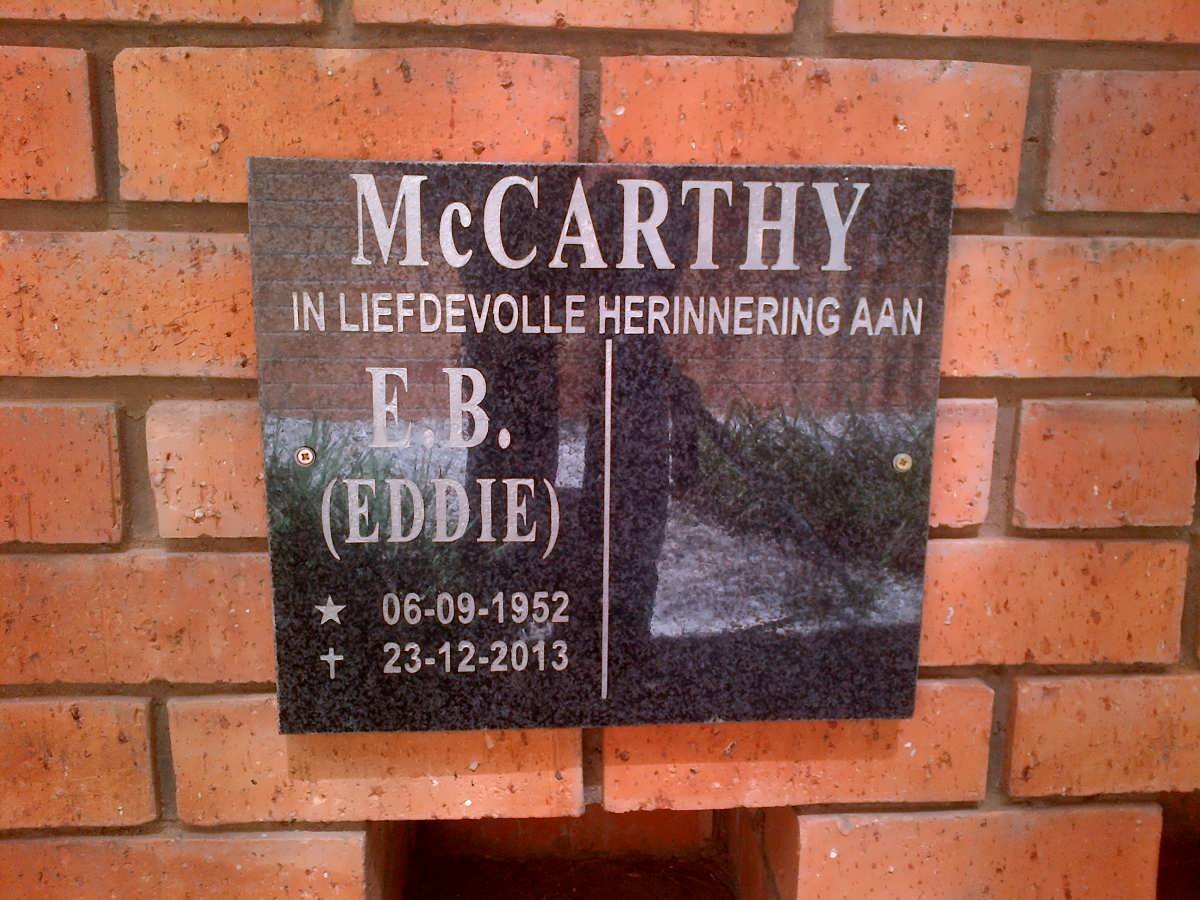 McCARTHY
IN LIEFDEVOLLE HERINNERING AAN
E.B.
(EDDIE)
★ 06-09-1952
✝ 23-12-2013